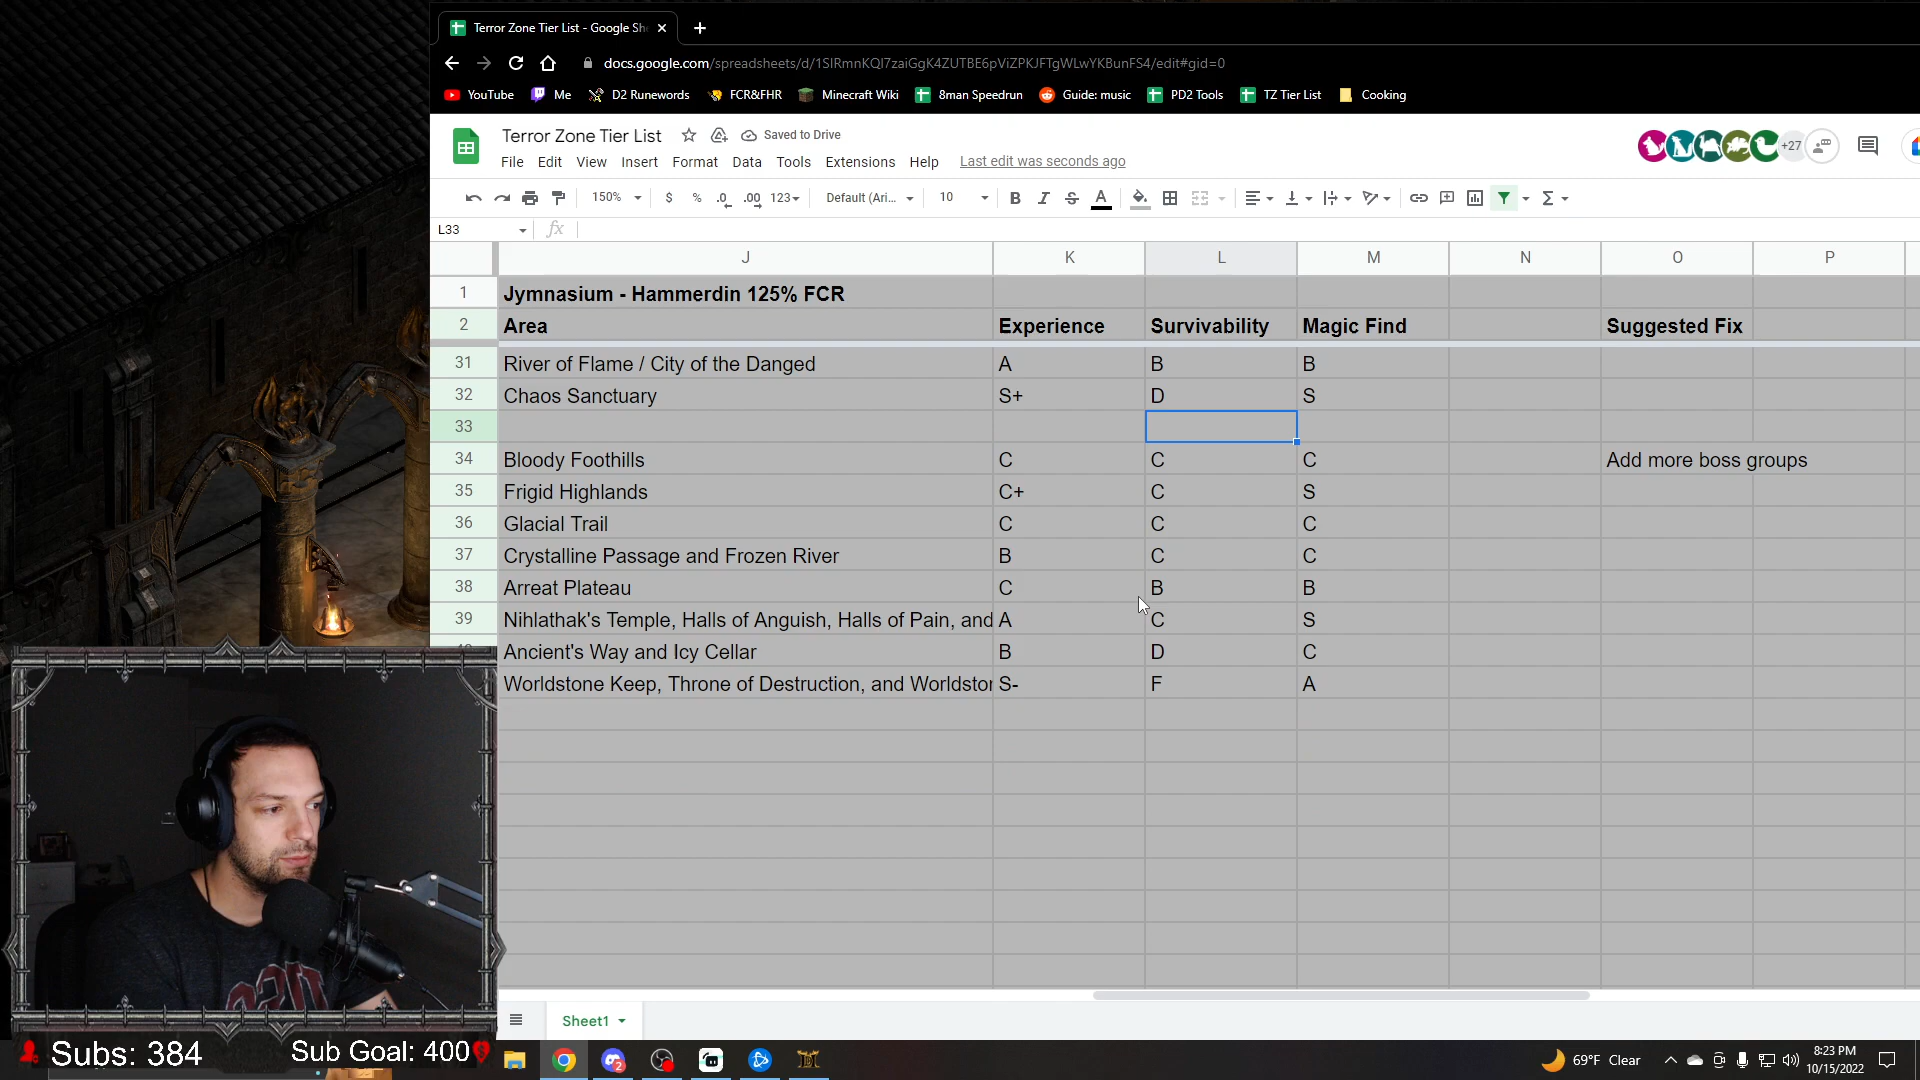 Terror Zone Tier List - Google She
docs.google.com/spreadsheets/d/1SlRmnKQl7zaiGgK4ZUTBE6pViZPKJFTgWLwYKBunFS4/edit#gid=0
YouTube Me D2 Runewords FCR&FHR Minecraft Wiki 8man Speedrun Guide: music PD2 Tools TZ Tier List Cooking
Terror Zone Tier List Saved to Drive
+27
File Edit View Insert Format Data Tools Extensions Help Last edit was seconds ago
150% $ % .0 .00 123 Default (Ari... 10 B I S A Σ
L33 fx
J K L M N O P
1 Jymnasium - Hammerdin 125% FCR
2 Area Experience Survivability Magic Find Suggested Fix
31 River of Flame / City of the Danged A B B
32 Chaos Sanctuary S+ D S
33
34 Bloody Foothills C C C Add more boss groups
35 Frigid Highlands C+ C S
36 Glacial Trail C C C
37 Crystalline Passage and Frozen River B C C
38 Arreat Plateau C B B
39 Nihlathak's Temple, Halls of Anguish, Halls of Pain, and A C S
Ancient's Way and Icy Cellar B D C
Worldstone Keep, Throne of Destruction, and Worldstor S- F A
Sheet1
Subs: 384 Sub Goal: 400
2
69°F Clear
8:23 PM
10/15/2022